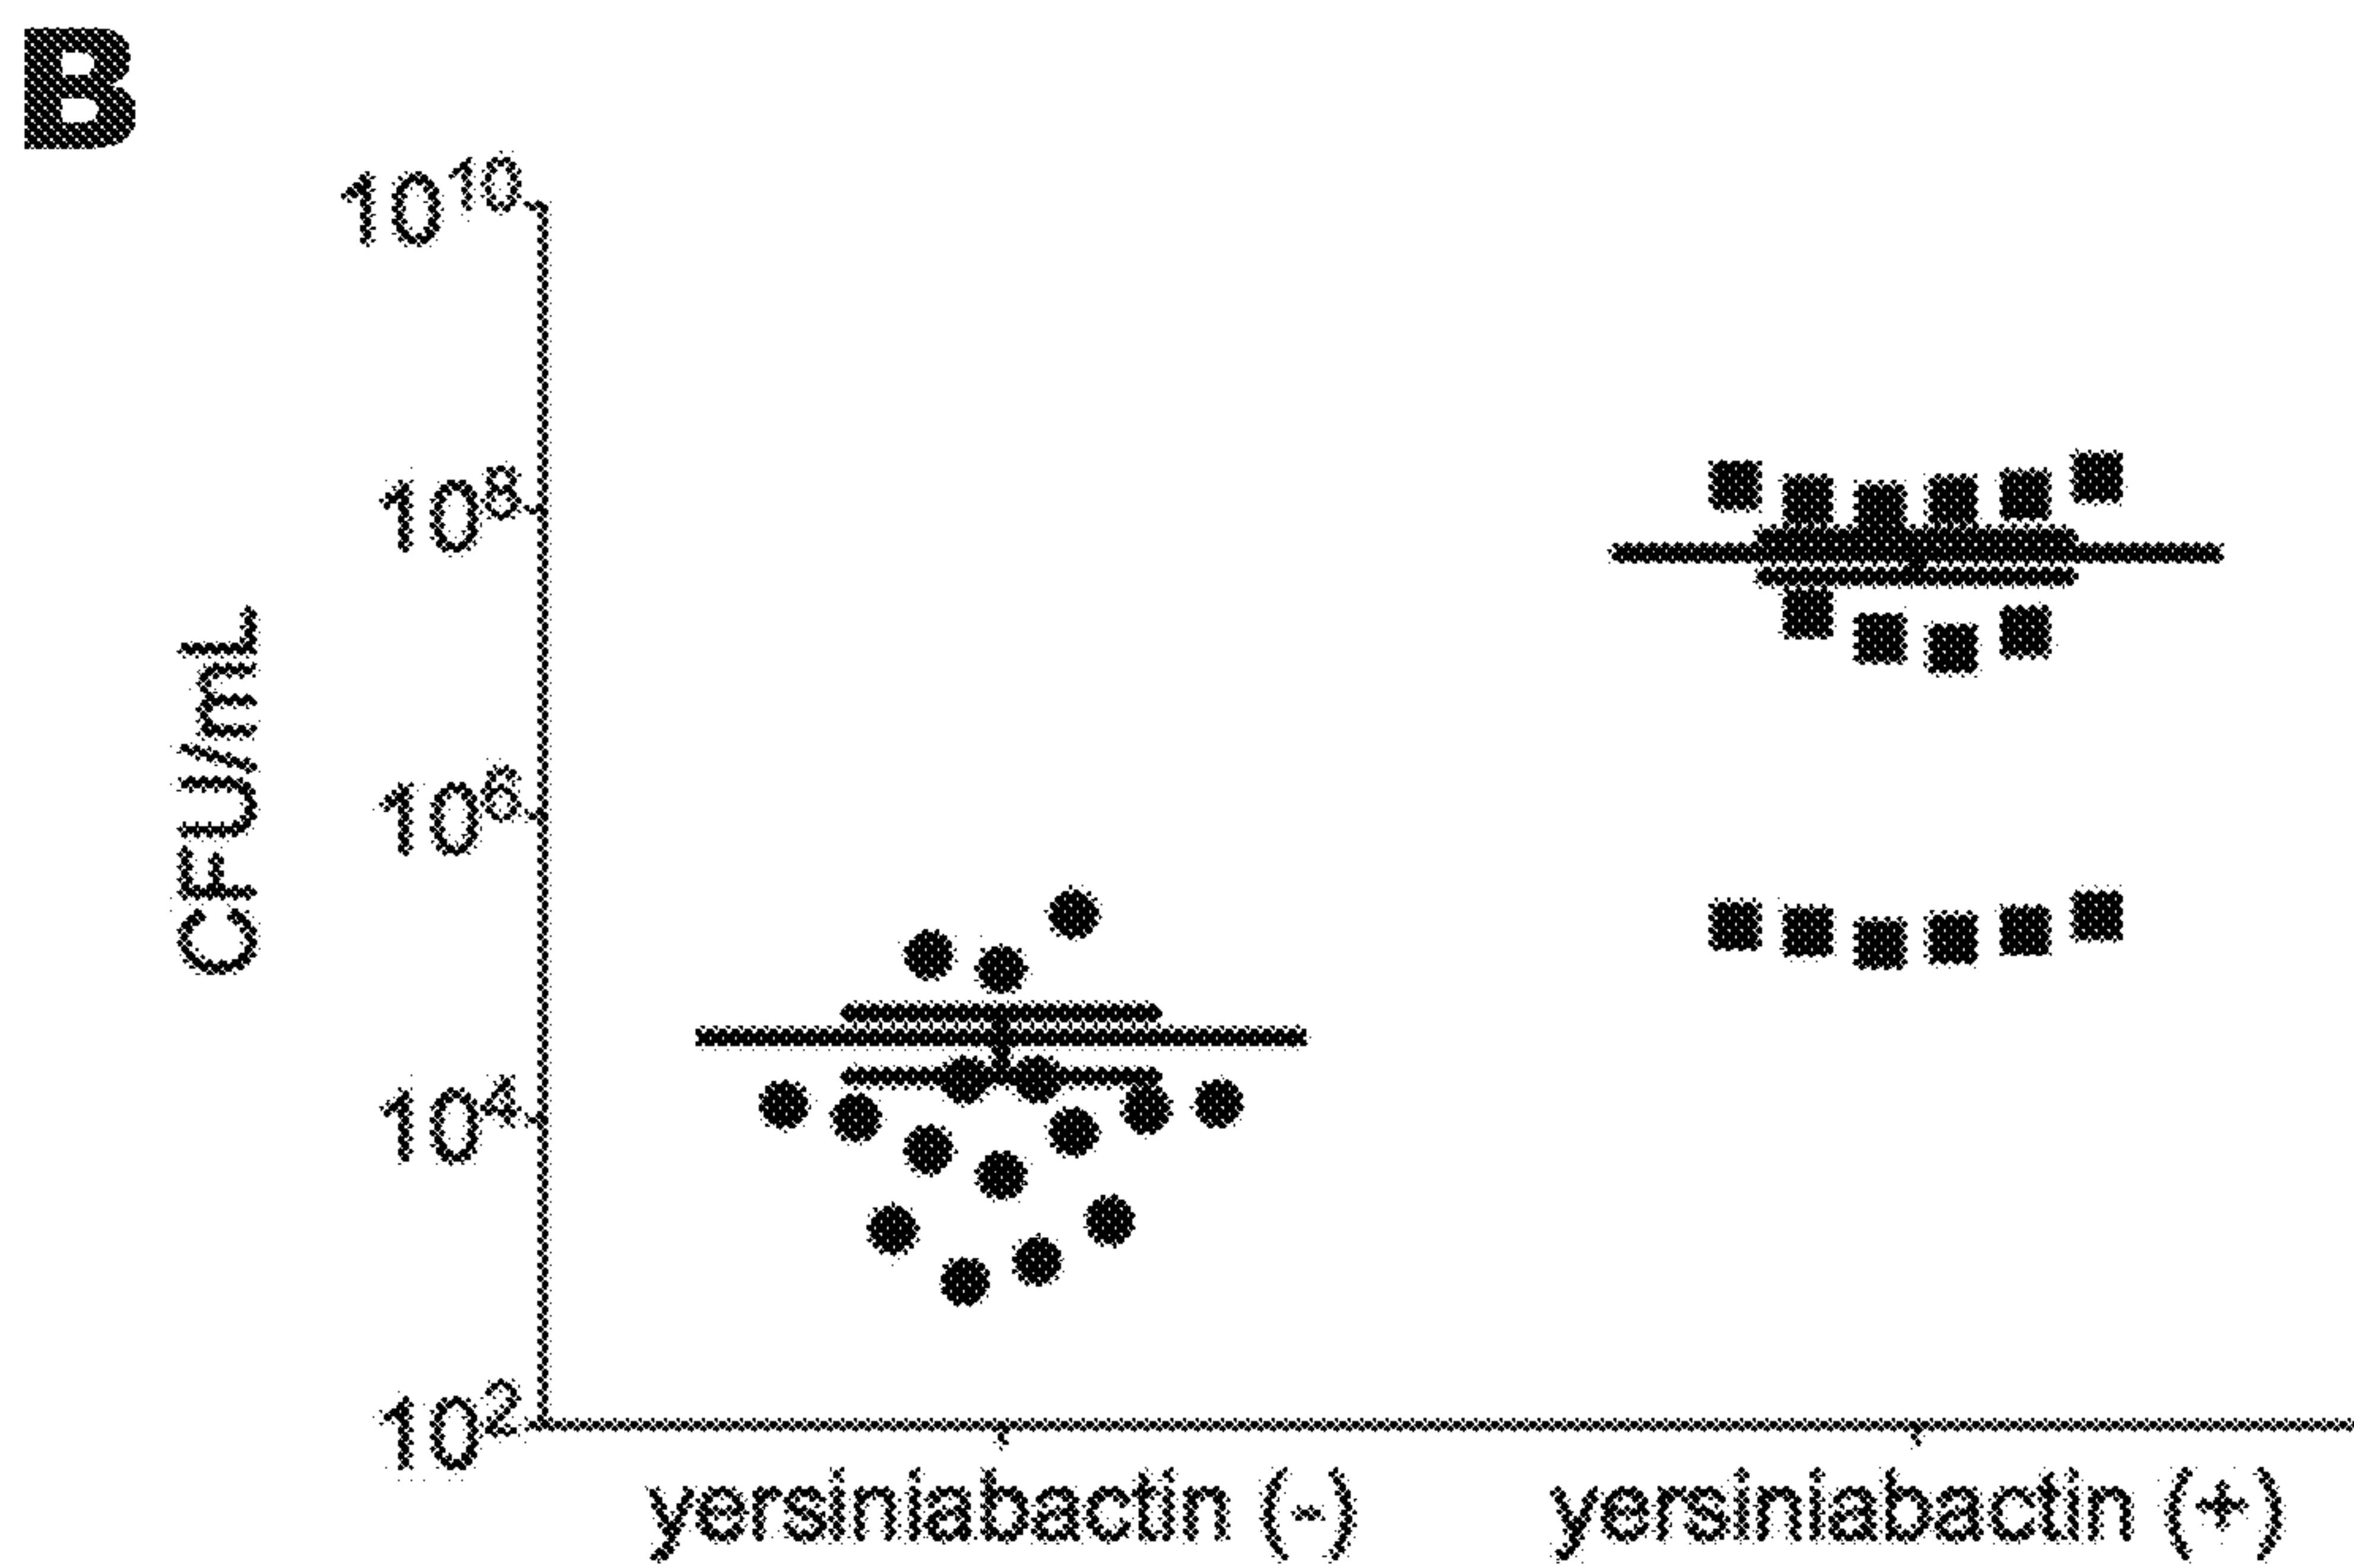 B
10¹⁰
10⁸
10⁶
10⁴
10²
CFU/mL
yersiniabactin (-)
yersiniabactin (+)